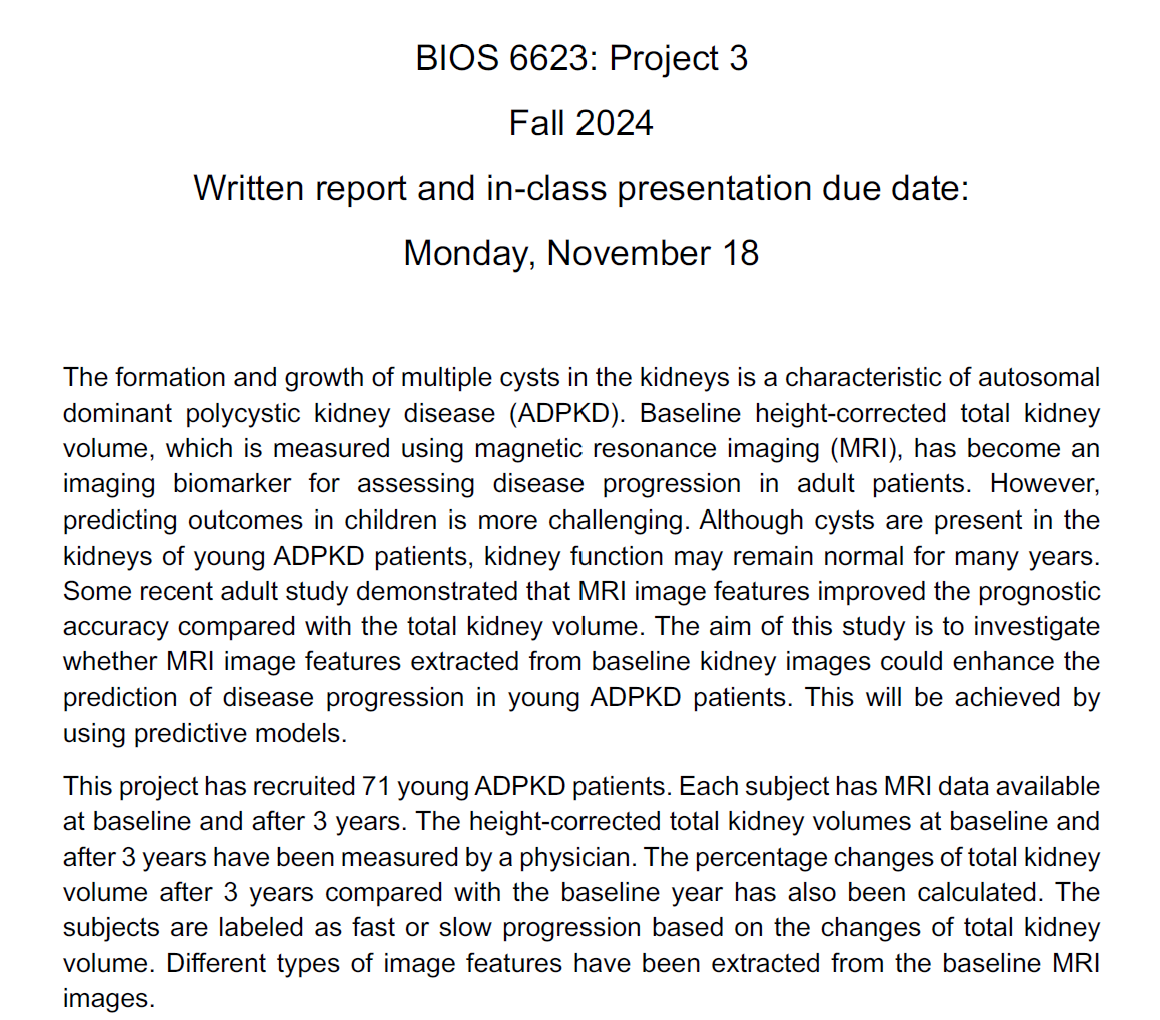 BIOS 6623: Project 3
Fall 2024
Written report and in-class presentation due date:
Monday, November 18
The formation and growth of multiple cysts in the kidneys is a characteristic of autosomal
dominant polycystic kidney disease (ADPKD). Baseline height-corrected total kidney
volume, which is measured using magnetic resonance imaging (MRI), has become an
imaging biomarker for assessing disease progression in adult patients. However,
predicting outcomes in children is more challenging. Although cysts are present in the
kidneys of young ADPKD patients, kidney function may remain normal for many years.
Some recent adult study demonstrated that MRI image features improved the prognostic
accuracy compared with the total kidney volume. The aim of this study is to investigate
whether MRI image features extracted from baseline kidney images could enhance the
prediction of disease progression in young ADPKD patients. This will be achieved by
using predictive models.
This project has recruited 71 young ADPKD patients. Each subject has MRI data available
at baseline and after 3 years. The height-corrected total kidney volumes at baseline and
after 3 years have been measured by a physician. The percentage changes of total kidney
volume after 3 years compared with the baseline year has also been calculated. The
subjects are labeled as fast or slow progression based on the changes of total kidney
volume. Different types of image features have been extracted from the baseline MRI
images.